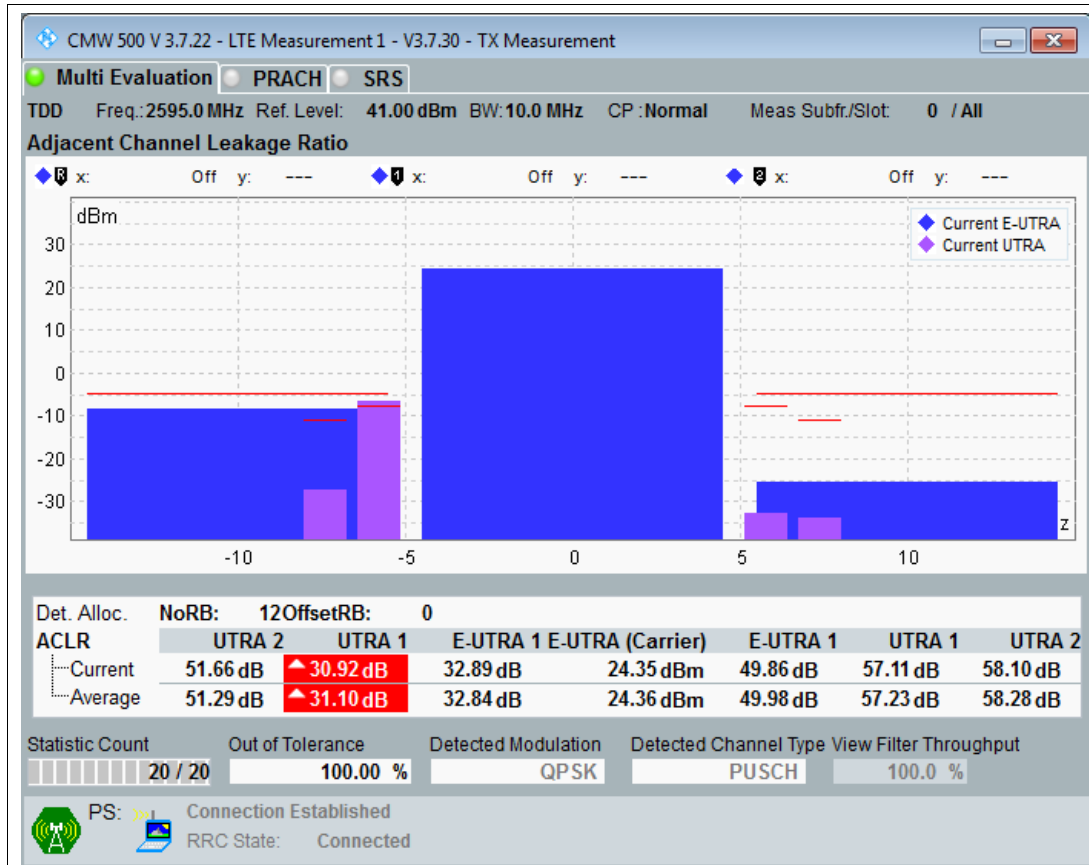 CMW 500 V 3.7.22 - LTE Measurement 1 - V3.7.30 - TX Measurement
Multi Evaluation PRACH SRS
TDD Freq.: 2595.0 MHz Ref. Level: 41.00 dBm BW: 10.0 MHz CP : Normal Meas Subfr./Slot: 0 / All
Adjacent Channel Leakage Ratio
R x: Off y: --- 1 x: Off y: --- 2 x: Off y: ---
dBm
Current E-UTRA
Current UTRA
30
20
10
0
-10
-20
-30
z
-10 -5 0 5 10
Det. Alloc. NoRB: 12 OffsetRB: 0
ACLR UTRA 2 UTRA 1 E-UTRA 1 E-UTRA (Carrier) E-UTRA 1 UTRA 1 UTRA 2
Current 51.66 dB 30.92 dB 32.89 dB 24.35 dBm 49.86 dB 57.11 dB 58.10 dB
Average 51.29 dB 31.10 dB 32.84 dB 24.36 dBm 49.98 dB 57.23 dB 58.28 dB
Statistic Count Out of Tolerance Detected Modulation Detected Channel Type View Filter Throughput
20 / 20 100.00 % QPSK PUSCH 100.0 %
PS: Connection Established
RRC State: Connected